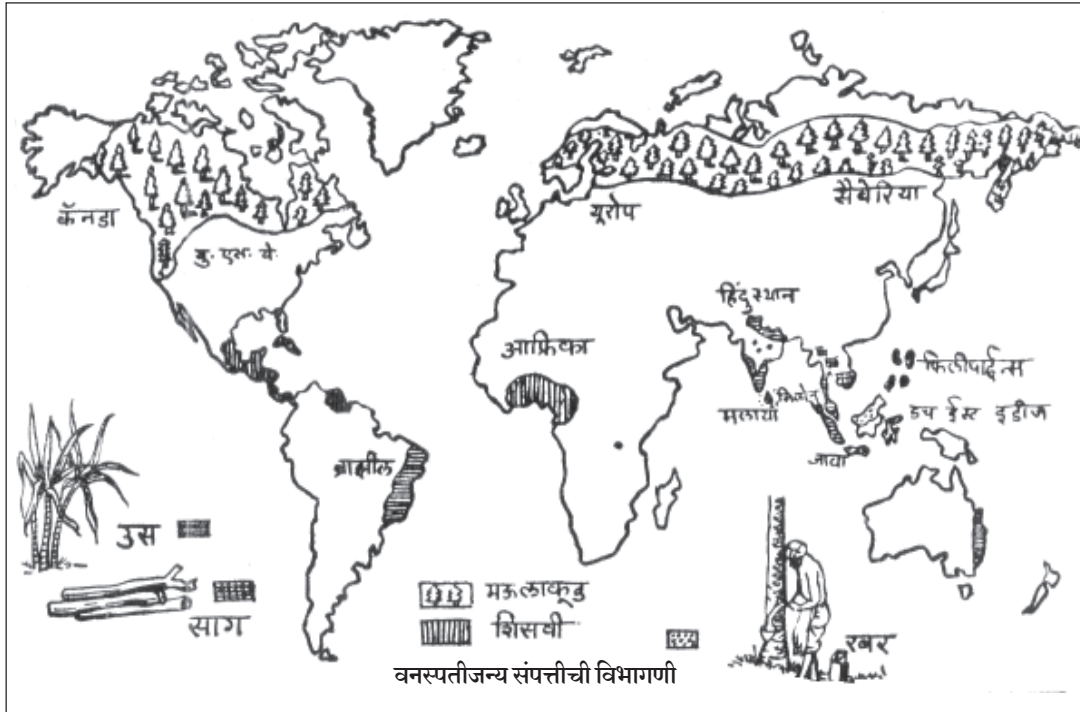 कॅनडा
यु. एस. ये.
यूरोप
सैबेरिया
हिंदुस्थान
आफ्रिका
फिलीपाईन्स
मलाया
सिलोन
डच ईस्ट इंडीज
जावा
ब्राझील
उस
साग
मऊलाकूड
शिसवी
रबर
वनस्पतीजन्य संपत्तीची विभागणी